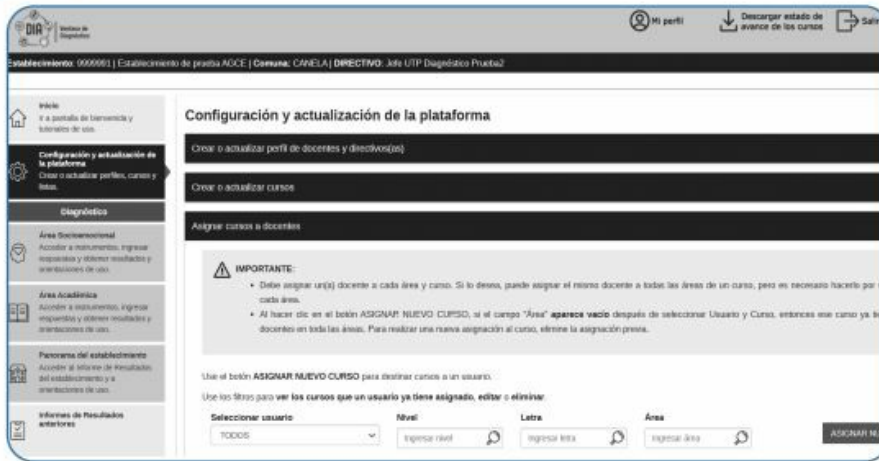 DIA Ventana de
Diagnóstico
Mi perfil
Descargar estado de
avance de los cursos
Salir
Establecimiento: 9999991 | Establecimiento de prueba AGCE | Comuna: CANELA | DIRECTIVO: Jefe UTP Diagnóstico Prueba2
Inicio
Ir a pantalla de bienvenida y
tutoriales de uso.
Configuración y actualización de
la plataforma
Crear o actualizar perfiles, cursos y
listas.
Diagnóstico
Área Socioemocional
Acceder a instrumentos, ingresar
respuestas y obtener resultados y
orientaciones de uso.
Área Académica
Acceder a instrumentos, ingresar
respuestas y obtener resultados y
orientaciones de uso.
Panorama del establecimiento
Acceder al Informe de Resultados
del establecimiento y a
orientaciones de uso.
Informes de Resultados
anteriores
Configuración y actualización de la plataforma
Crear o actualizar perfil de docentes y directivos(as)
Crear o actualizar cursos
Asignar cursos a docentes
IMPORTANTE:
• Debe asignar un(a) docente a cada área y curso. Si lo desea, puede asignar el mismo docente a todas las áreas de un curso, pero es necesario hacerlo por
cada área.
• Al hacer clic en el botón ASIGNAR NUEVO CURSO, si el campo "Área" aparece vacío después de seleccionar Usuario y Curso, entonces ese curso ya
docentes en toda las áreas. Para realizar una nueva asignación al curso, elimine la asignación previa.
Use el botón ASIGNAR NUEVO CURSO para destinar cursos a un usuario.
Use los filtros para ver los cursos que un usuario ya tiene asignado, editar o eliminar.
Seleccionar usuario Nivel Letra Área
TODOS Ingresar nivel Ingresar letra Ingresar área ASIGNAR NU